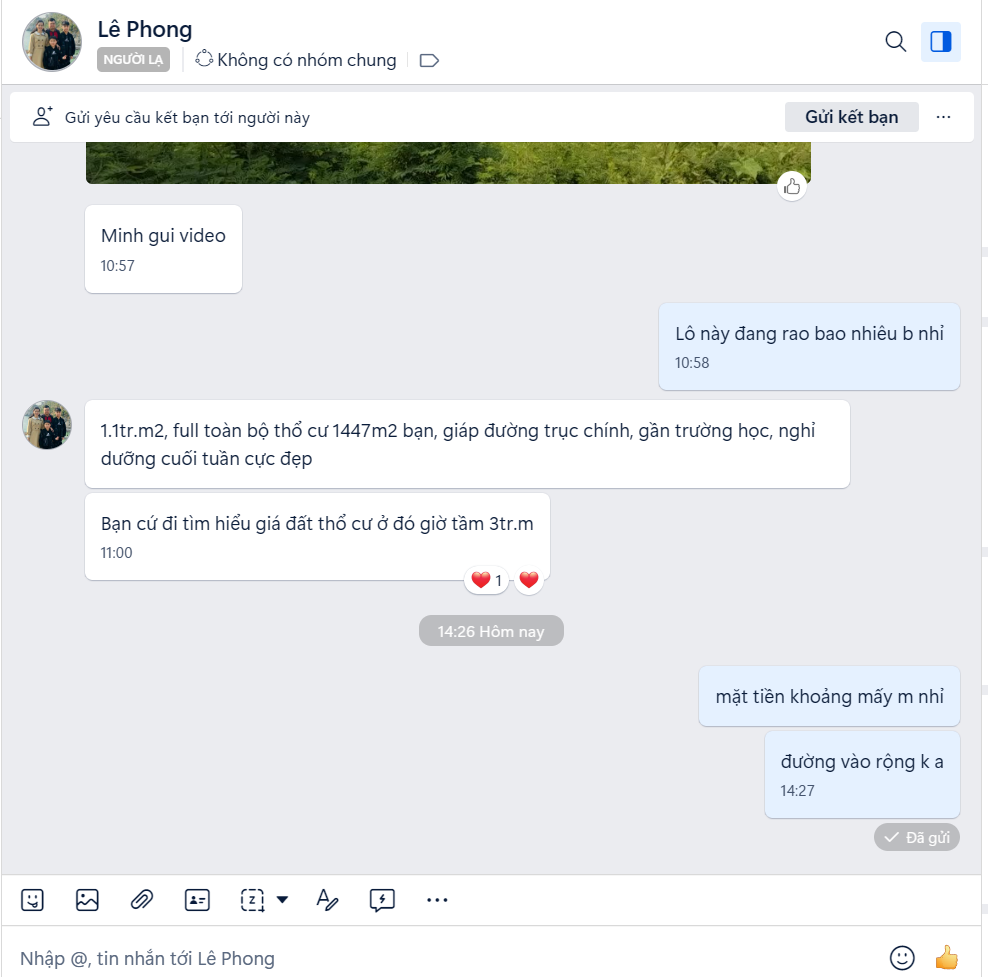 Lê Phong
NGƯỜI LẠ
Không có nhóm chung
Gửi yêu cầu kết bạn tới người này
Gửi kết bạn
Minh gui video
10:57
Lô này đang rao bao nhiêu b nhỉ
10:58
1.1tr.m2, full toàn bộ thổ cư 1447m2 bạn, giáp đường trục chính, gần trường học, nghỉ
dưỡng cuối tuần cực đẹp
Bạn cứ đi tìm hiểu giá đất thổ cư ở đó giờ tầm 3tr.m
11:00
1
14:26 Hôm nay
mặt tiền khoảng mấy m nhỉ
đường vào rộng k a
14:27
Đã gửi
Nhập @, tin nhắn tới Lê Phong